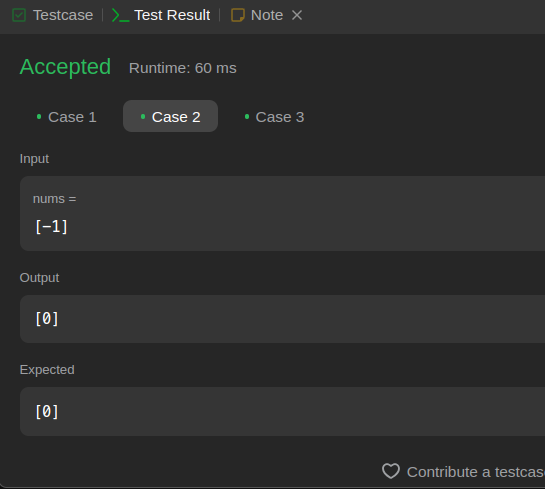 Testcase Test Result Note
Accepted Runtime: 60 ms
Case 1 Case 2 Case 3
Input
nums =
[-1]
Output
[0]
Expected
[0]
Contribute a testcas